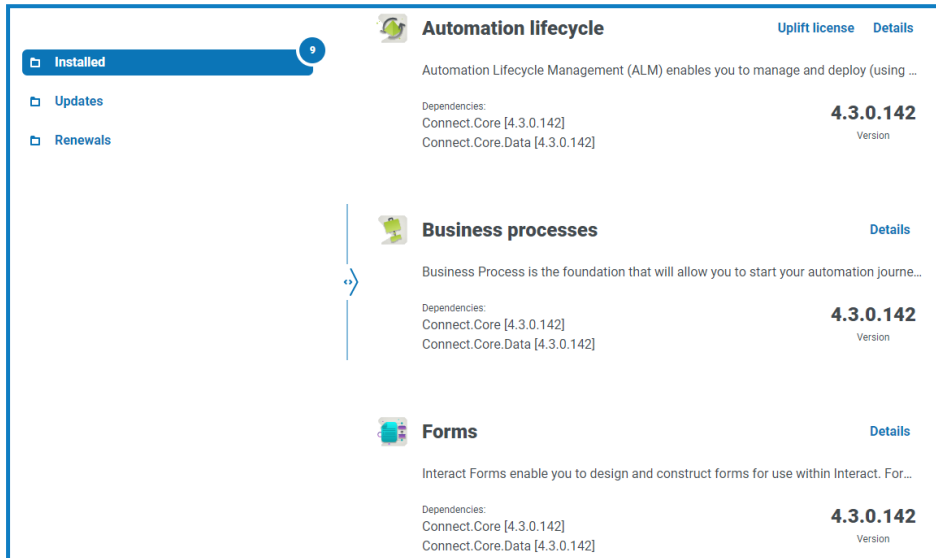 9
Installed
Updates
Renewals
Automation lifecycle
Uplift license Details
Automation Lifecycle Management (ALM) enables you to manage and deploy (using ...
Dependencies:
Connect.Core [4.3.0.142]
Connect.Core.Data [4.3.0.142]
4.3.0.142
Version
Business processes
Details
Business Process is the foundation that will allow you to start your automation journe...
Dependencies:
Connect.Core [4.3.0.142]
Connect.Core.Data [4.3.0.142]
4.3.0.142
Version
Forms
Details
Interact Forms enable you to design and construct forms for use within Interact. For...
Dependencies:
Connect.Core [4.3.0.142]
Connect.Core.Data [4.3.0.142]
4.3.0.142
Version